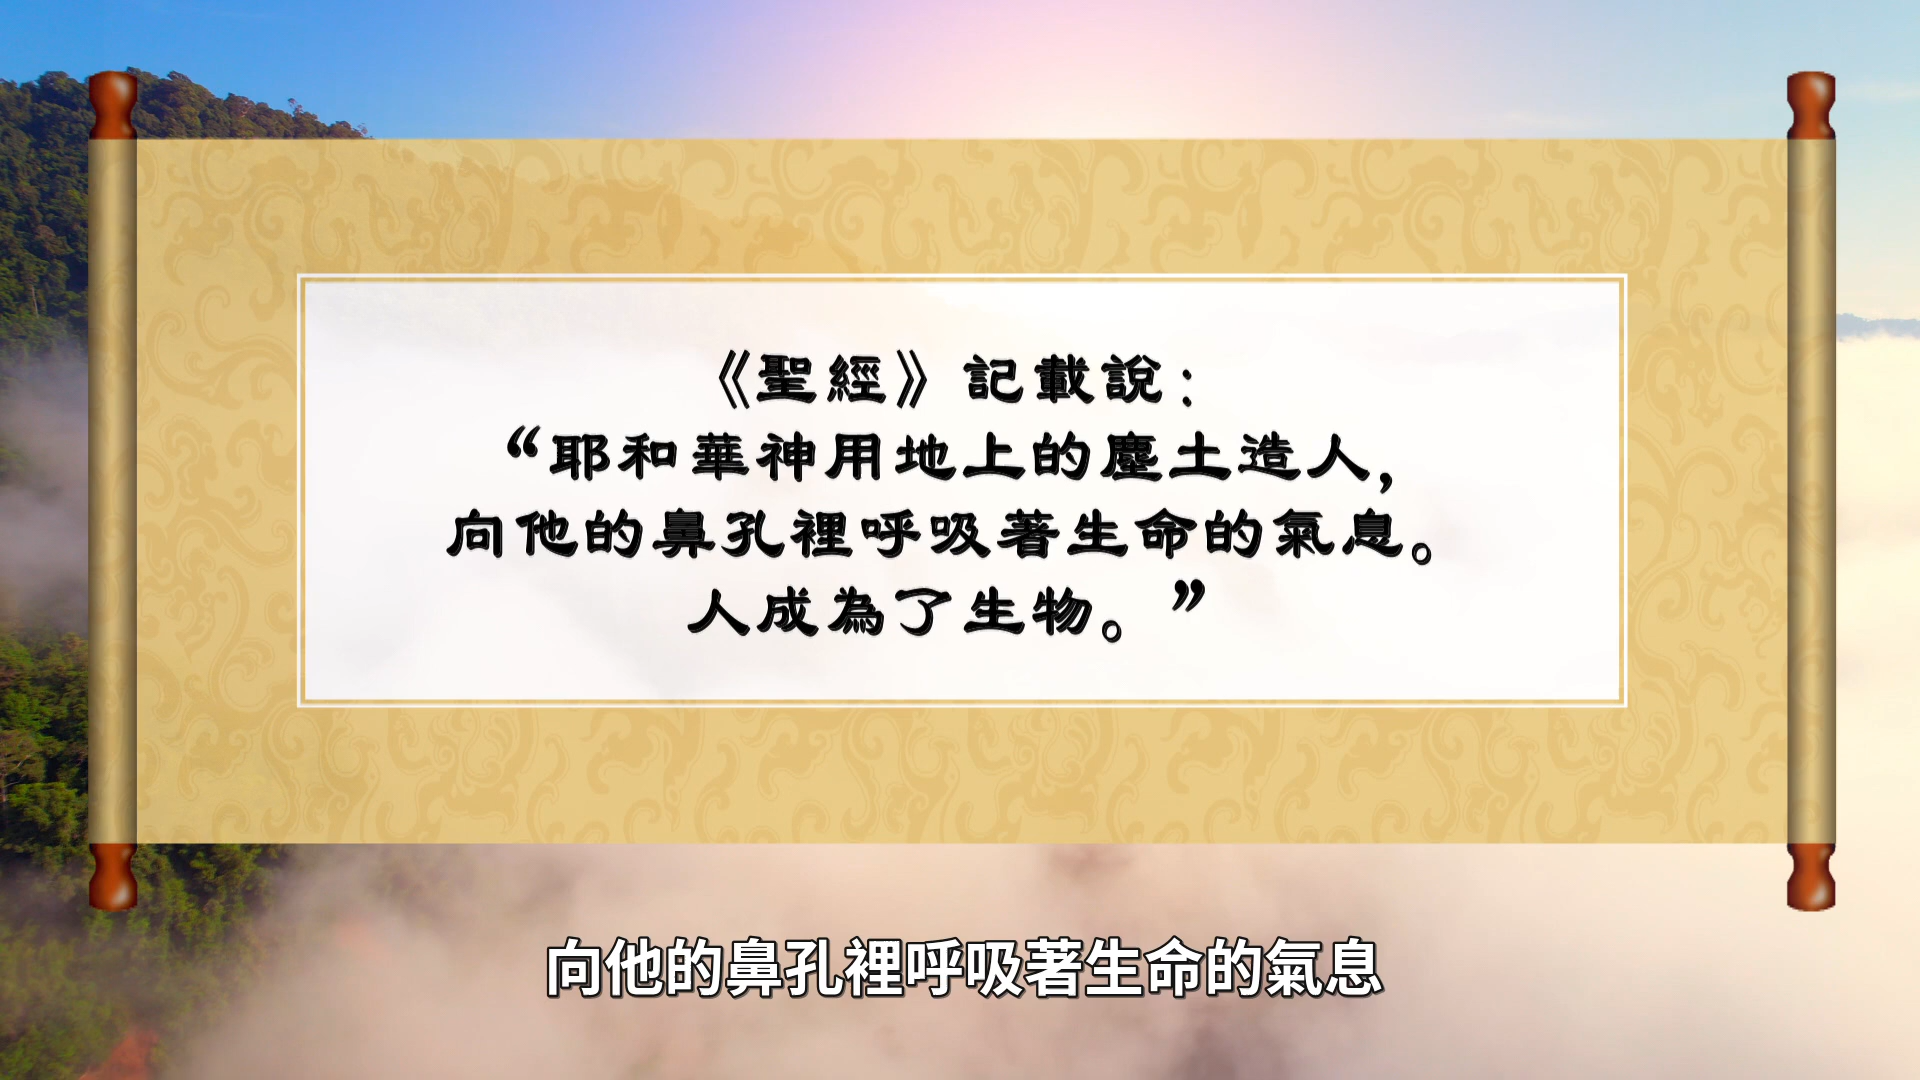 《聖經》記載說：
“耶和華神用地上的塵土造人，
向他的鼻孔裡呼吸著生命的氣息。
人成為了生物。”
向他的鼻孔裡呼吸著生命的氣息